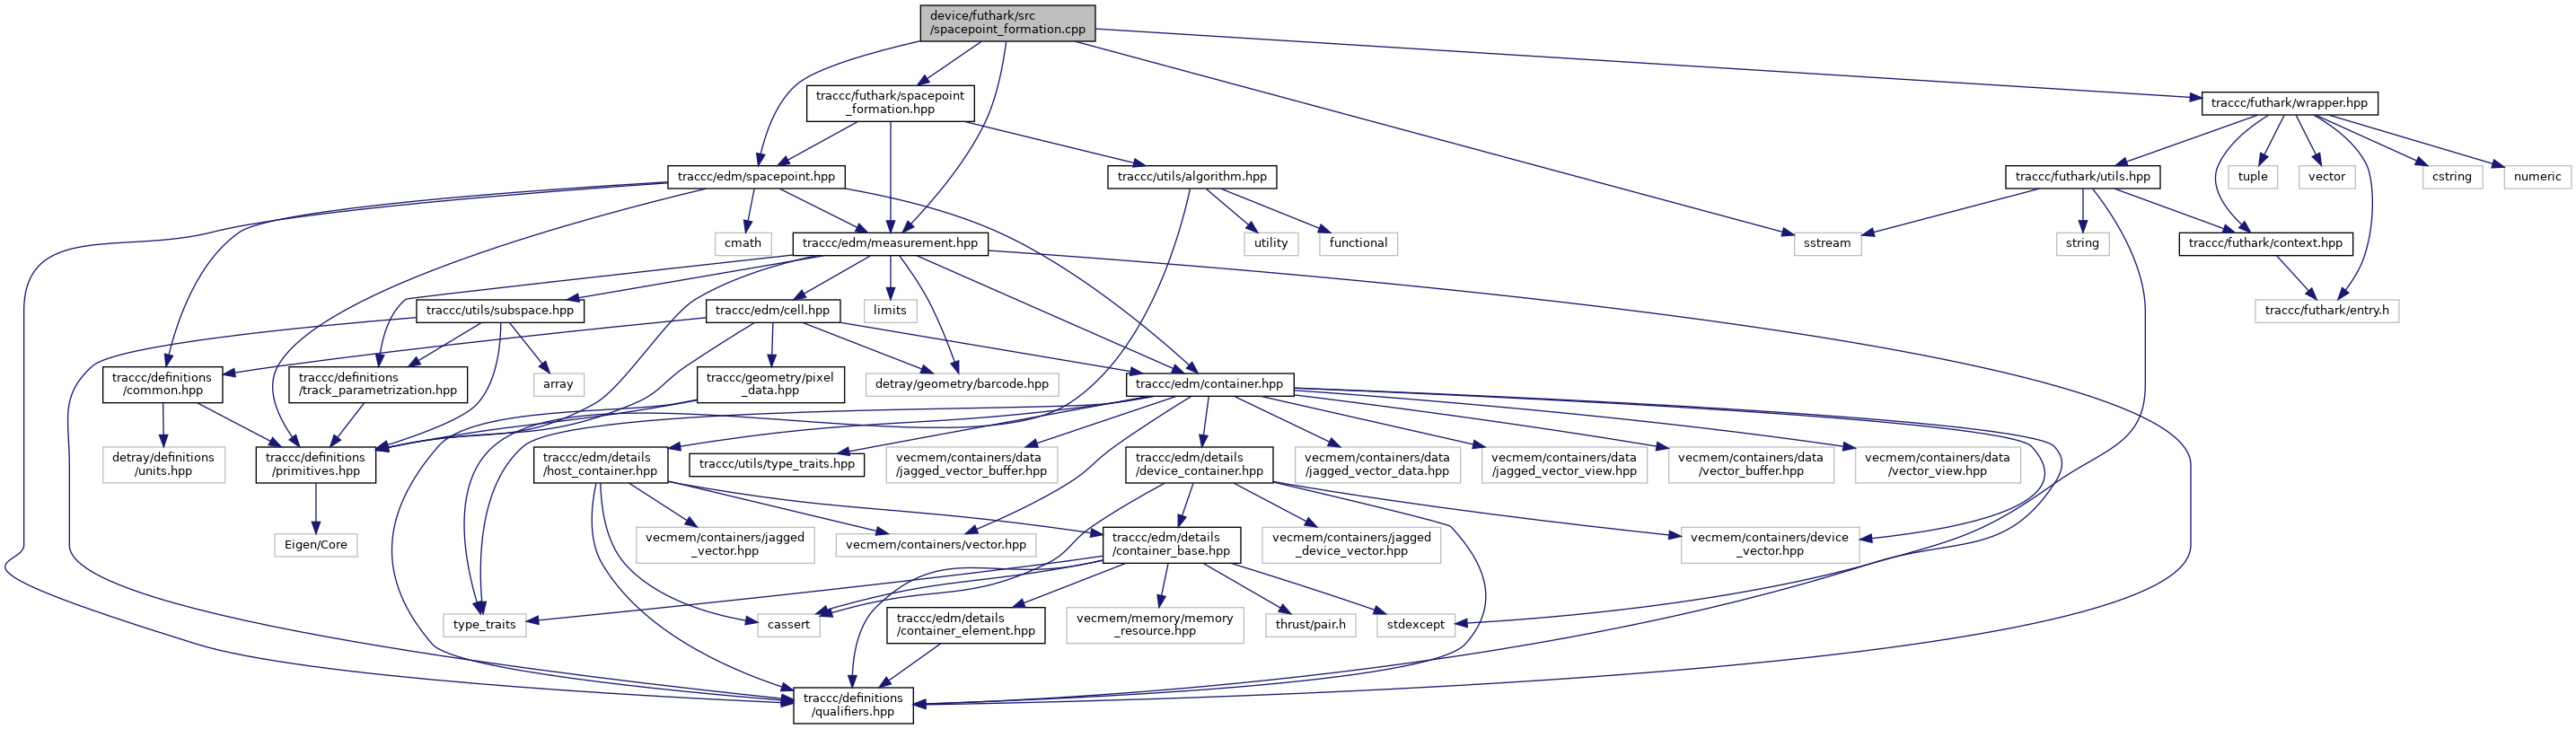 device/futhark/src
/spacepoint_formation.cpp
traccc/futhark/spacepoint
_formation.hpp
traccc/futhark/wrapper.hpp
traccc/edm/spacepoint.hpp
traccc/utils/algorithm.hpp
traccc/futhark/utils.hpp
tuple
vector
cstring
numeric
cmath
traccc/edm/measurement.hpp
utility
functional
sstream
string
traccc/futhark/context.hpp
traccc/utils/subspace.hpp
traccc/edm/cell.hpp
limits
traccc/futhark/entry.h
traccc/definitions
/common.hpp
traccc/definitions
/track_parametrization.hpp
array
traccc/geometry/pixel
_data.hpp
detray/geometry/barcode.hpp
traccc/edm/container.hpp
detray/definitions
/units.hpp
traccc/definitions
/primitives.hpp
traccc/edm/details
/host_container.hpp
traccc/utils/type_traits.hpp
vecmem/containers/data
/jagged_vector_buffer.hpp
traccc/edm/details
/device_container.hpp
vecmem/containers/data
/jagged_vector_data.hpp
vecmem/containers/data
/jagged_vector_view.hpp
vecmem/containers/data
/vector_buffer.hpp
vecmem/containers/data
/vector_view.hpp
Eigen/Core
vecmem/containers/jagged
_vector.hpp
vecmem/containers/vector.hpp
traccc/edm/details
/container_base.hpp
vecmem/containers/jagged
_device_vector.hpp
vecmem/containers/device
_vector.hpp
type_traits
cassert
traccc/edm/details
/container_element.hpp
vecmem/memory/memory
_resource.hpp
thrust/pair.h
stdexcept
traccc/definitions
/qualifiers.hpp